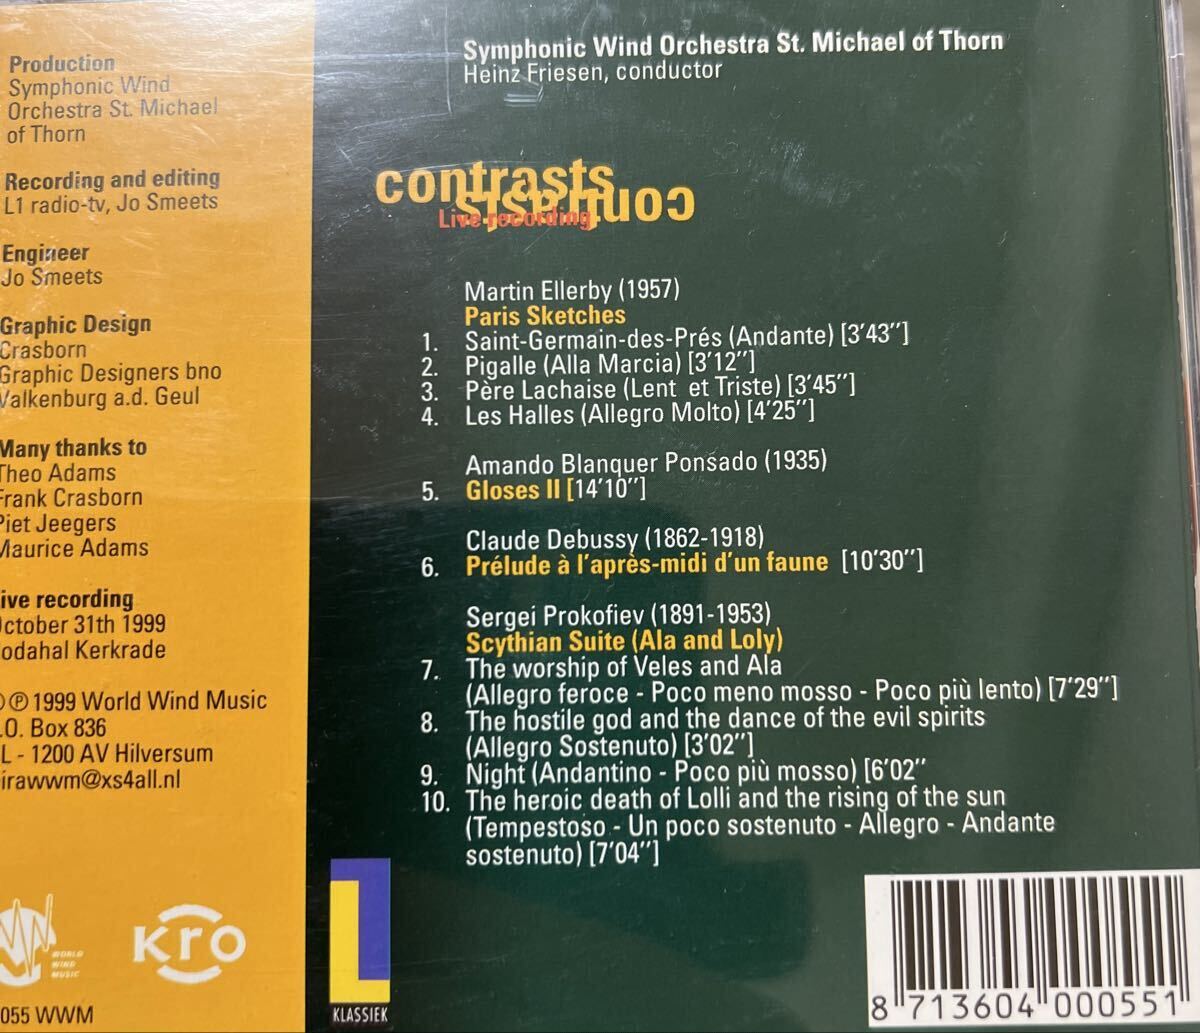 Production
Symphonic Wind
Orchestra St. Michael
of Thorn
Recording and editing
L1 radio-tv, Jo Smeets
Engineer
Jo Smeets
Graphic Design
Crasborn
Graphic Designers bno
Valkenburg a.d. Geul
Many thanks to
Theo Adams
Frank Crasborn
Piet Jeegers
Maurice Adams
ive recording
October 31th 1999
odahal Kerkrade
Ⓟ 1999 World Wind Music
.O. Box 836
L - 1200 AV Hilversum
irawwm@xs4all.nl
WORLD
WIND
MUSIC
kro
055 WWM
Symphonic Wind Orchestra St. Michael of Thorn
Heinz Friesen, conductor
contrasts
contrasts
Live recording
Martin Ellerby (1957)
Paris Sketches
1. Saint-Germain-des-Prés (Andante) [3'43"]
2. Pigalle (Alla Marcia) [3'12"]
3. Père Lachaise (Lent et Triste) [3'45"]
4. Les Halles (Allegro Molto) [4'25"]
Amando Blanquer Ponsado (1935)
5. Gloses II [14'10"]
Claude Debussy (1862-1918)
6. Prélude à l'après-midi d'un faune [10'30"]
Sergei Prokofiev (1891-1953)
Scythian Suite (Ala and Loly)
7. The worship of Veles and Ala
(Allegro feroce - Poco meno mosso - Poco più lento) [7'29"]
8. The hostile god and the dance of the evil spirits
(Allegro Sostenuto) [3'02"]
9. Night (Andantino - Poco più mosso) [6'02"
10. The heroic death of Lolli and the rising of the sun
(Tempestoso - Un poco sostenuto - Allegro - Andante
sostenuto) [7'04"]
L
KLASSIEK
8 713604 000551